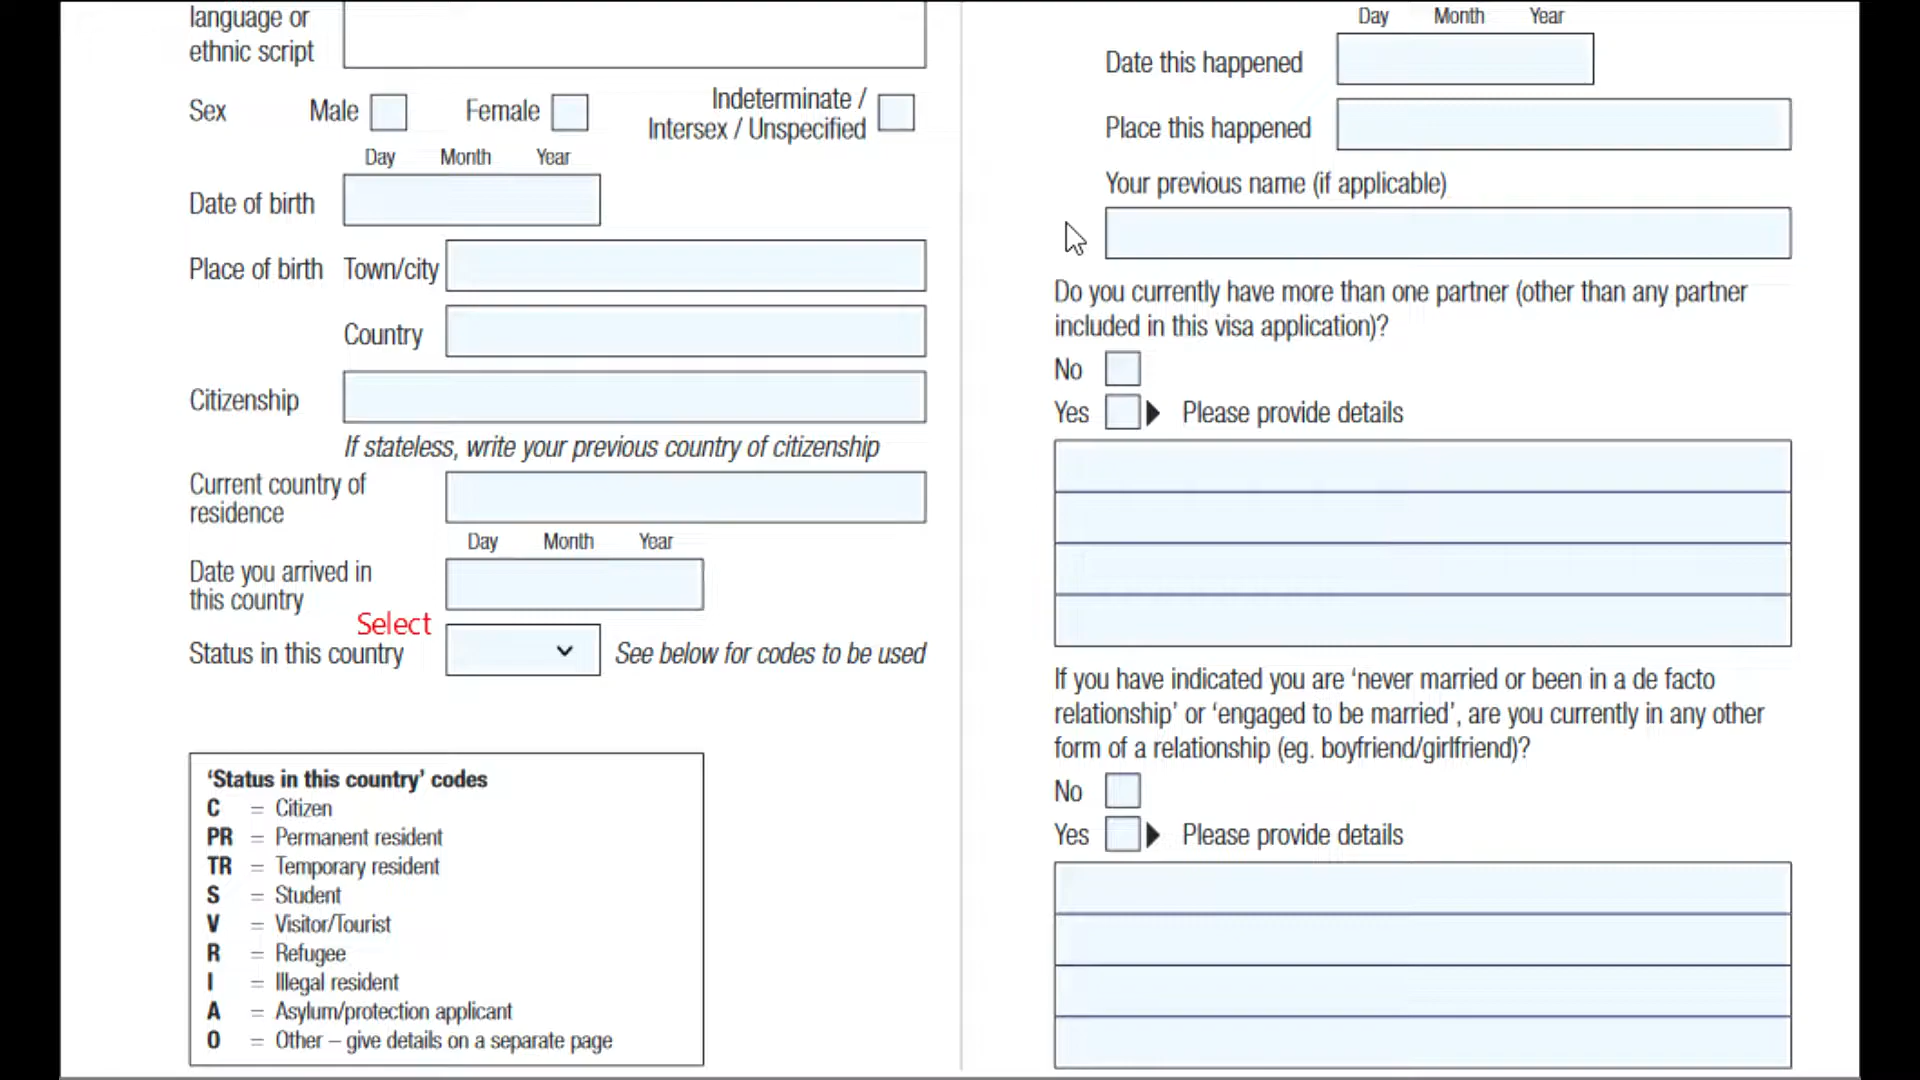 language or
ethnic script
Sex Male Female Indeterminate /
Intersex / Unspecified
Day Month Year
Date of birth
Place of birth Town/city
Country
Citizenship
If stateless, write your previous country of citizenship
Current country of
residence
Day Month Year
Date you arrived in
this country
Select
Status in this country See below for codes to be used
‘Status in this country’ codes
C = Citizen
PR = Permanent resident
TR = Temporary resident
S = Student
V = Visitor/Tourist
R = Refugee
I = Illegal resident
A = Asylum/protection applicant
O = Other – give details on a separate page
Day Month Year
Date this happened
Place this happened
Your previous name (if applicable)
Do you currently have more than one partner (other than any partner
included in this visa application)?
No
Yes Please provide details
If you have indicated you are ‘never married or been in a de facto
relationship’ or ‘engaged to be married’, are you currently in any other
form of a relationship (eg. boyfriend/girlfriend)?
No
Yes Please provide details